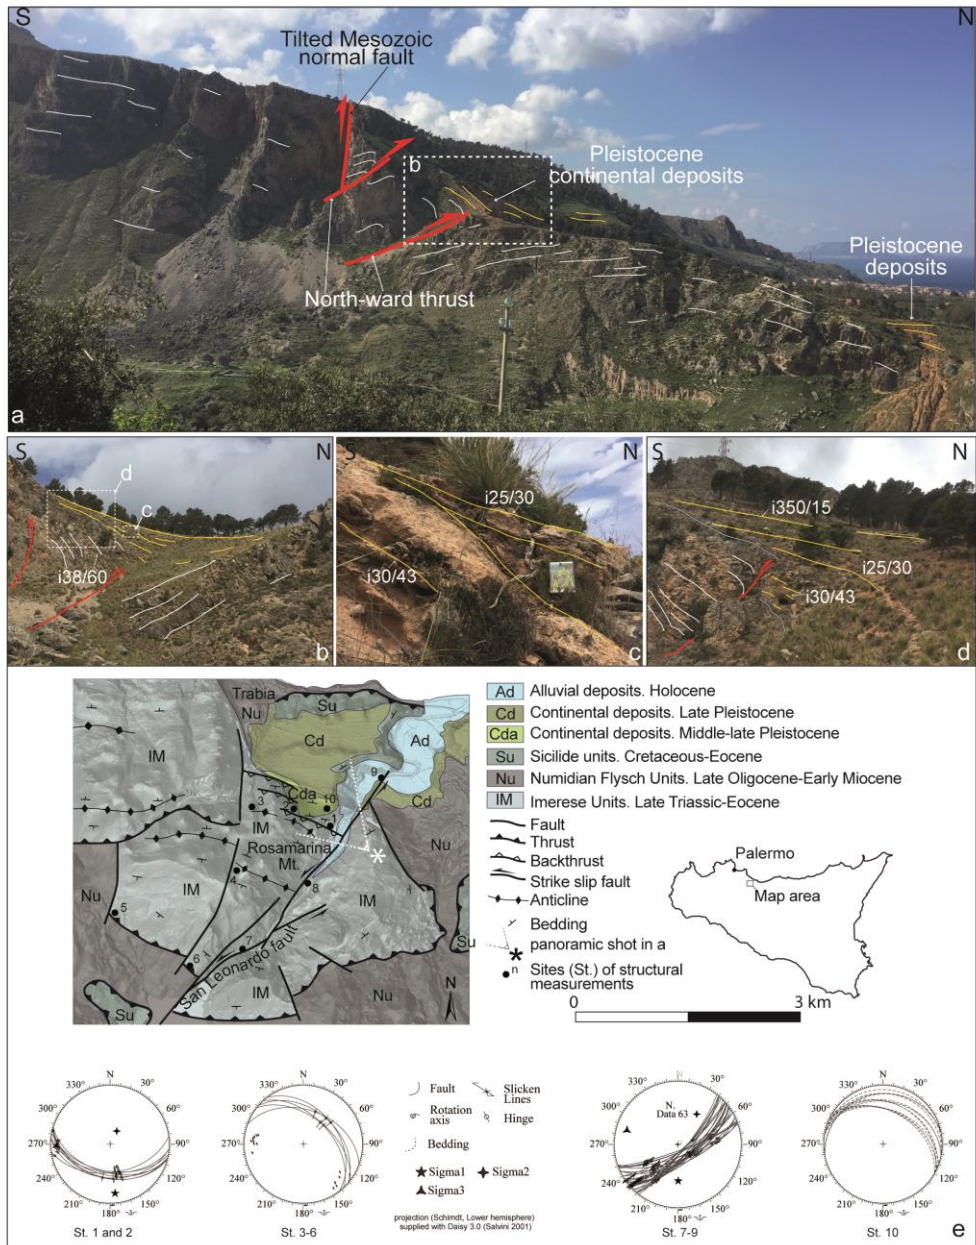 S
N
Tilted Mesozoic
normal fault
b
Pleistocene
continental deposits
Pleistocene
deposits
North-ward thrust
a
S
N
d
c
i38/60
b
S
N
i25/30
i30/43
c
S
N
i350/15
i25/30
i30/43
d
Trabia
Nu
Su
Cd
Ad
IM
9
Cd
3
Cda
2
10
1
IM
Rosamarina
Mt.
Nu
4
8
IM
IM
Nu
5
Su
7
6
San Leonardo fault
IM
Nu
Su
N
Ad Alluvial deposits. Holocene
Cd Continental deposits. Late Pleistocene
Cda Continental deposits. Middle-late Pleistocene
Su Sicilide units. Cretaceous-Eocene
Nu Numidian Flysch Units. Late Oligocene-Early Miocene
IM Imerese Units. Late Triassic-Eocene
Fault
Thrust
Backthrust
Strike slip fault
Anticline
Bedding
panoramic shot in a
n Sites (St.) of structural
measurements
Palermo
Map area
0 3 km
N
330° 30°
300° 60°
270° 90°
240° 120°
210° 150°
180°
St. 1 and 2
N
330° 30°
300° 60°
270° 90°
240° 120°
210° 150°
180°
St. 3-6
Fault
Slicken
Lines
Rotation
axis
Hinge
Bedding
Sigma1
Sigma2
Sigma3
projection (Schimdt, Lower hemisphere)
supplied with Daisy 3.0 (Salvini 2001)
N
330° 30°
300° 60°
270° 90°
240° 120°
210° 150°
180°
N.
Data 63
St. 7-9
N
330° 30°
300° 60°
270° 90°
240° 120°
210° 150°
180°
St. 10
e